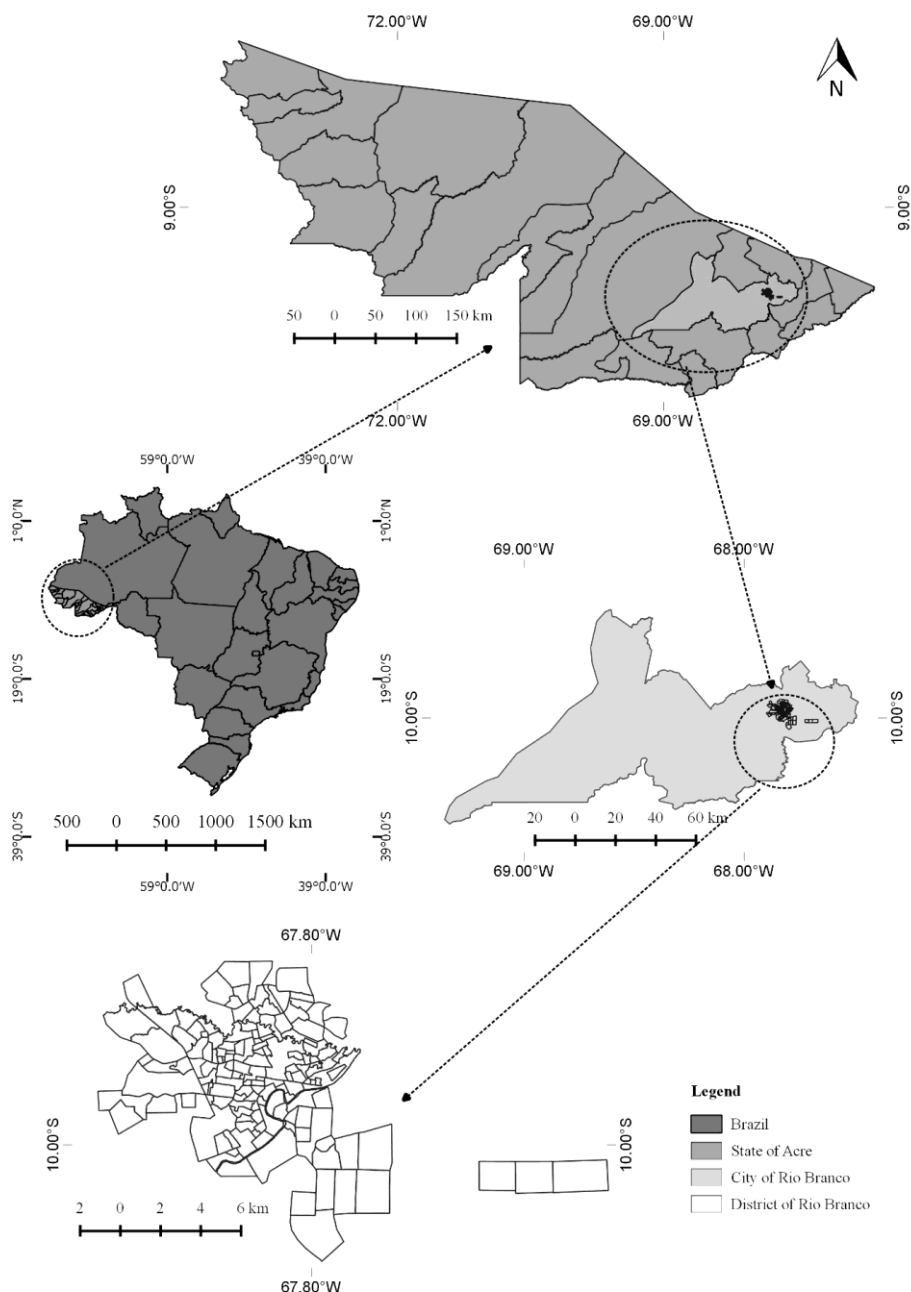 72.00°W 69.00°W
N
9.00°S 9.00°S
50 0 50 100 150 km
72.00°W 69.00°W
59°0.0'W 39°0.0'W
1°0.0'N 1°0.0'N
69.00°W 68.00°W
19°0.0'S 19°0.0'S
10.00°S 10.00°S
500 0 500 1000 1500 km
20 0 20 40 60 km
39°0.0'S 39°0.0'S
69.00°W 68.00°W
59°0.0'W 39°0.0'W
67.80°W
Legend
Brazil
State of Acre
City of Rio Branco
District of Rio Branco
10.00°S 10.00°S
2 0 2 4 6 km
67.80°W